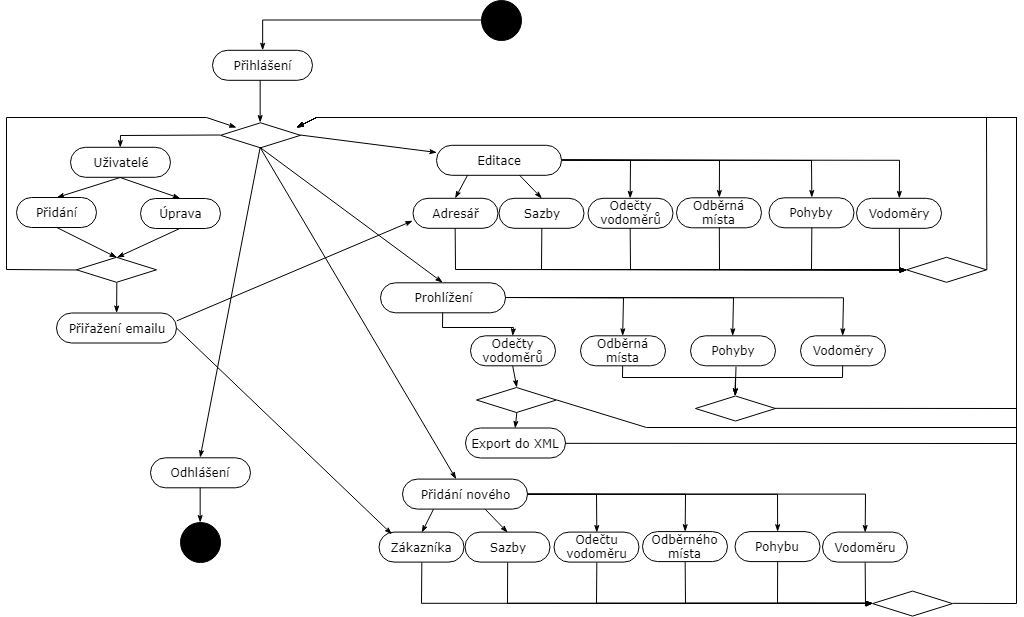 Přihlášení
Uživatelé
Přidání
Úprava
Přiřažení emailu
Odhlášení
Editace
Adresář
Sazby
Odečty
vodoměrů
Odběrná
místa
Pohyby
Vodoměry
Prohlížení
Odečty
vodoměrů
Odběrná
místa
Pohyby
Vodoměry
Export do XML
Přidání nového
Zákazníka
Sazby
Odečtu
vodoměru
Odběrného
místa
Pohybu
Vodoměru